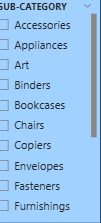 SUB-CATEGORY
Accessories
Appliances
Art
Binders
Bookcases
Chairs
Copiers
Envelopes
Fasteners
Furnishings